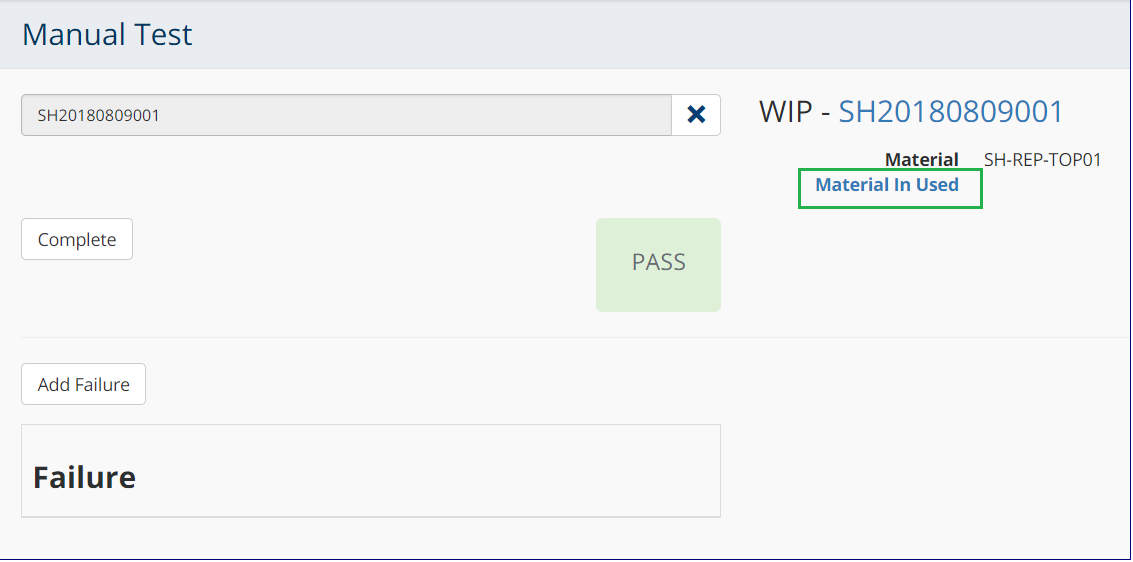 Manual Test
SH20180809001
WIP - SH20180809001
Material SH-REP-TOP01
Material In Used
Complete
PASS
Add Failure
Failure